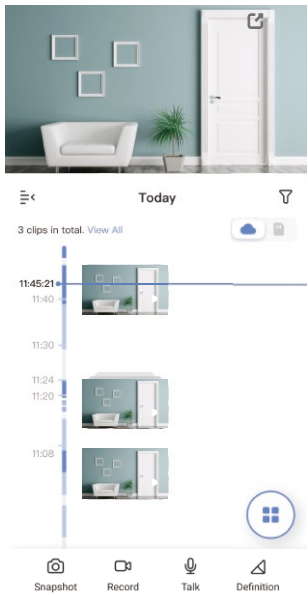 Today
3 clips in total. View All
11:45:21
11:40
11:30
11:24
11:20
11:08
Snapshot Record Talk Definition